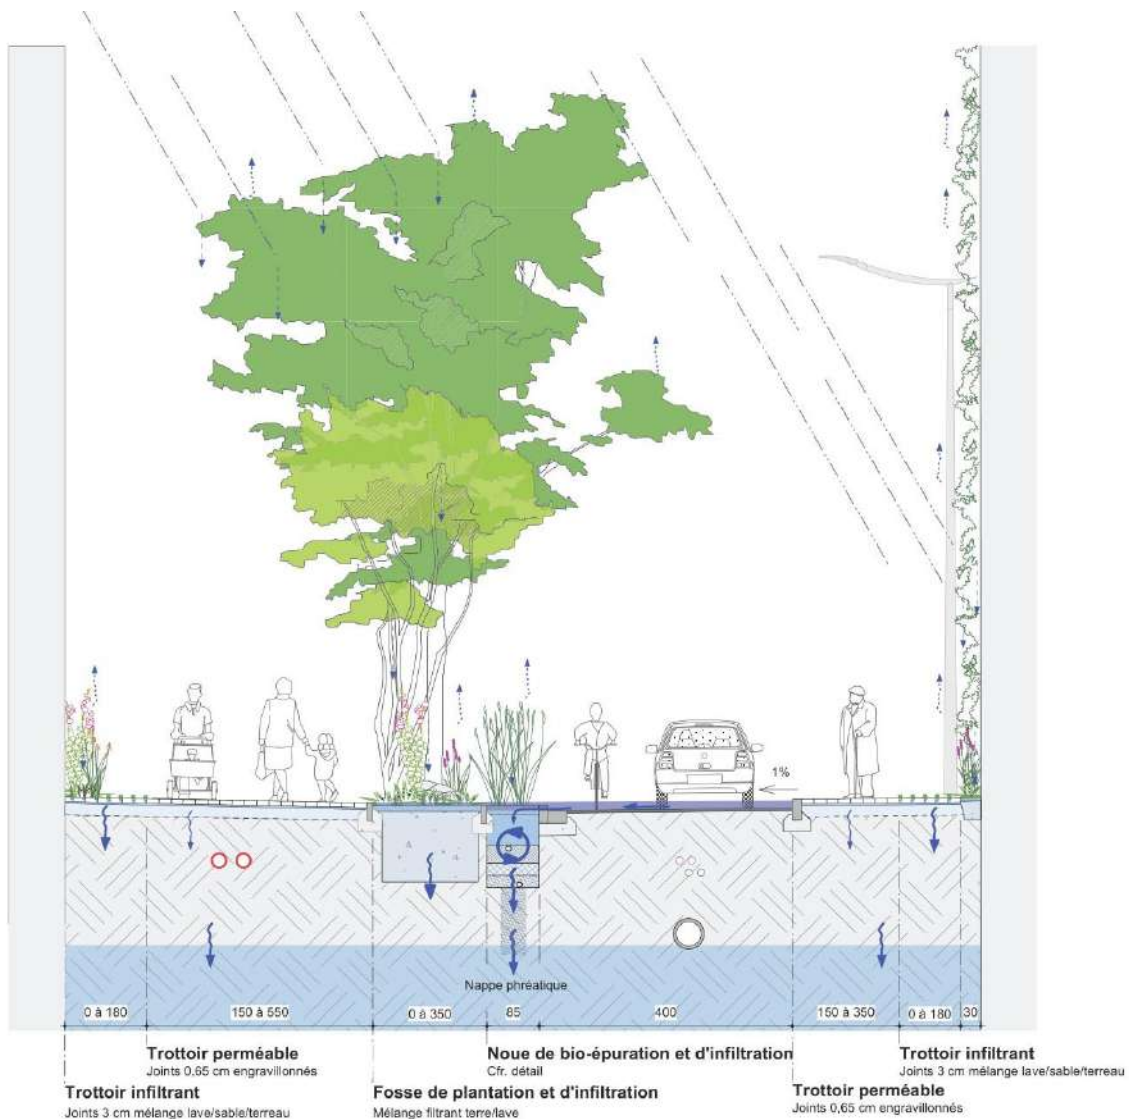 1%
Nappe phréatique
0 à 180
150 à 550
0 à 350
85
400
150 à 350
0 à 180
30
Trottoir perméable
Joints 0,65 cm engravillonnés
Noue de bio-épuration et d'infiltration
Cfr. détail
Trottoir infiltrant
Joints 3 cm mélange lave/sable/terreau
Trottoir infiltrant
Joints 3 cm mélange lave/sable/terreau
Fosse de plantation et d'infiltration
Mélange filtrant terre/lave
Trottoir perméable
Joints 0,65 cm engravillonnés